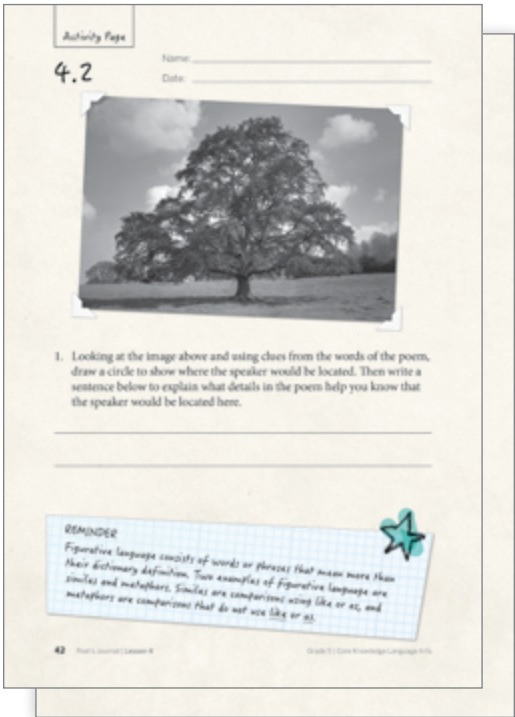 Activity Page
4.2
Name:
Date:
1. Looking at the image above and using clues from the words of the poem,
draw a circle to show where the speaker would be located. Then write a
sentence below to explain what details in the poem help you know that
the speaker would be located here.
REMINDER
Figurative language consists of words or phrases that mean more than
their dictionary definition. Two examples of figurative language are
similes and metaphors. Similes are comparisons using like or as, and
metaphors are comparisons that do not use like or as.
42 Poet's Journal | Lesson 4
Grade 5 | Core Knowledge Language Arts